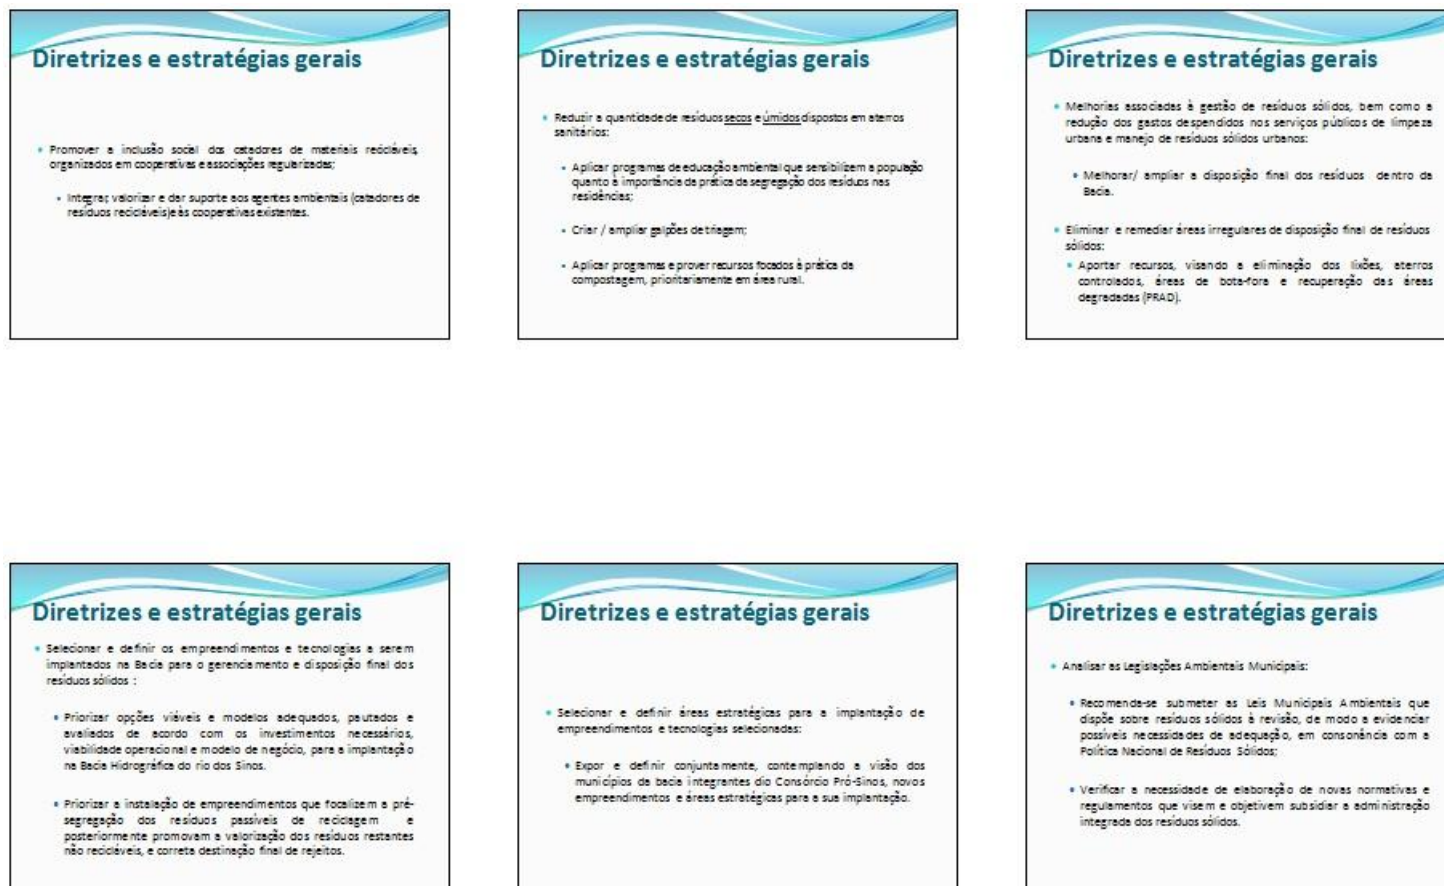 Diretrizes e estratégias gerais
• Promover a inclusão social dos catadores de materiais recicláveis,
organizados em cooperativas e associações regularizadas;
• Integrar, valorizar e dar suporte aos agentes ambientais (catadores de
resíduos recicláveis)e às cooperativas existentes.
Diretrizes e estratégias gerais
• Reduzir a quantidade de resíduos secos e úmidos dispostos em aterros
sanitários:
• Aplicar programas de educação ambiental que sensibilizem a população
quanto à importância da prática da segregação dos resíduos nas
residências;
• Criar / ampliar galpões de triagem;
• Aplicar programas e prover recursos focados à prática da
compostagem, prioritariamente em área rural.
Diretrizes e estratégias gerais
• Melhorias associadas à gestão de resíduos sólidos, bem como a
redução dos gastos despendidos nos serviços públicos de limpeza
urbana e manejo de resíduos sólidos urbanos:
• Melhorar/ ampliar a disposição final dos resíduos dentro da
Bacia.
• Eliminar e remediar áreas irregulares de disposição final de resíduos
sólidos:
• Aportar recursos, visando a eliminação dos lixões, aterros
controlados, áreas de bota-fora e recuperação das áreas
degradadas (PRAD).
Diretrizes e estratégias gerais
• Selecionar e definir os empreendimentos e tecnologias a serem
implantados na Bacia para o gerenciamento e disposição final dos
resíduos sólidos :
• Priorizar opções viáveis e modelos adequados, pautados e
avaliados de acordo com os investimentos necessários,
viabilidade operacional e modelo de negócio, para a implantação
na Bacia Hidrográfica do rio dos Sinos.
• Priorizar a instalação de empreendimentos que focalizem a pré-
segregação dos resíduos passíveis de reciclagem e
posteriormente promovam a valorização dos resíduos restantes
não recicláveis, e correta destinação final de rejeitos.
Diretrizes e estratégias gerais
• Selecionar e definir áreas estratégicas para a implantação de
empreendimentos e tecnologias selecionadas:
• Expor e definir conjuntamente, contemplando a visão dos
municípios da bacia integrantes dio Consórcio Pró-Sinos, novos
empreendimentos e áreas estratégicas para a sua implantação.
Diretrizes e estratégias gerais
• Analisar as Legislações Ambientais Municipais:
• Recomenda-se submeter as Leis Municipais Ambientais que
dispõe sobre resíduos sólidos à revisão, de modo a evidenciar
possíveis necessidades de adequação, em consonância com a
Política Nacional de Resíduos Sólidos;
• Verificar a necessidade de elaboração de novas normativas e
regulamentos que visem e objetivem subsidiar a administração
integrada dos resíduos sólidos.